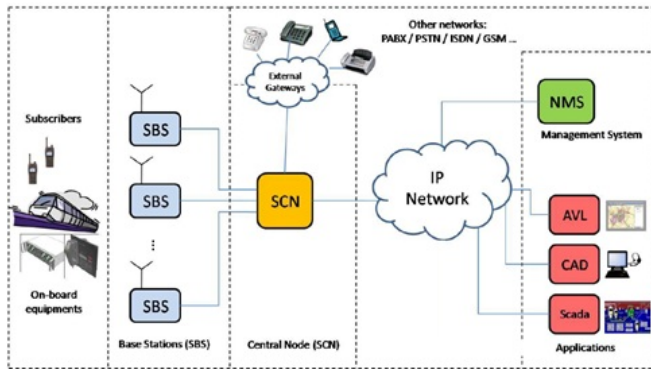 Other networks:
PABX / PSTN / ISDN / GSM ...
External
Gateways
Subscribers
On-board
equipments
SBS
SBS
...
SBS
Base Stations (SBS)
SCN
Central Node (SCN)
IP
Network
NMS
Management System
AVL
CAD
Scada
Applications